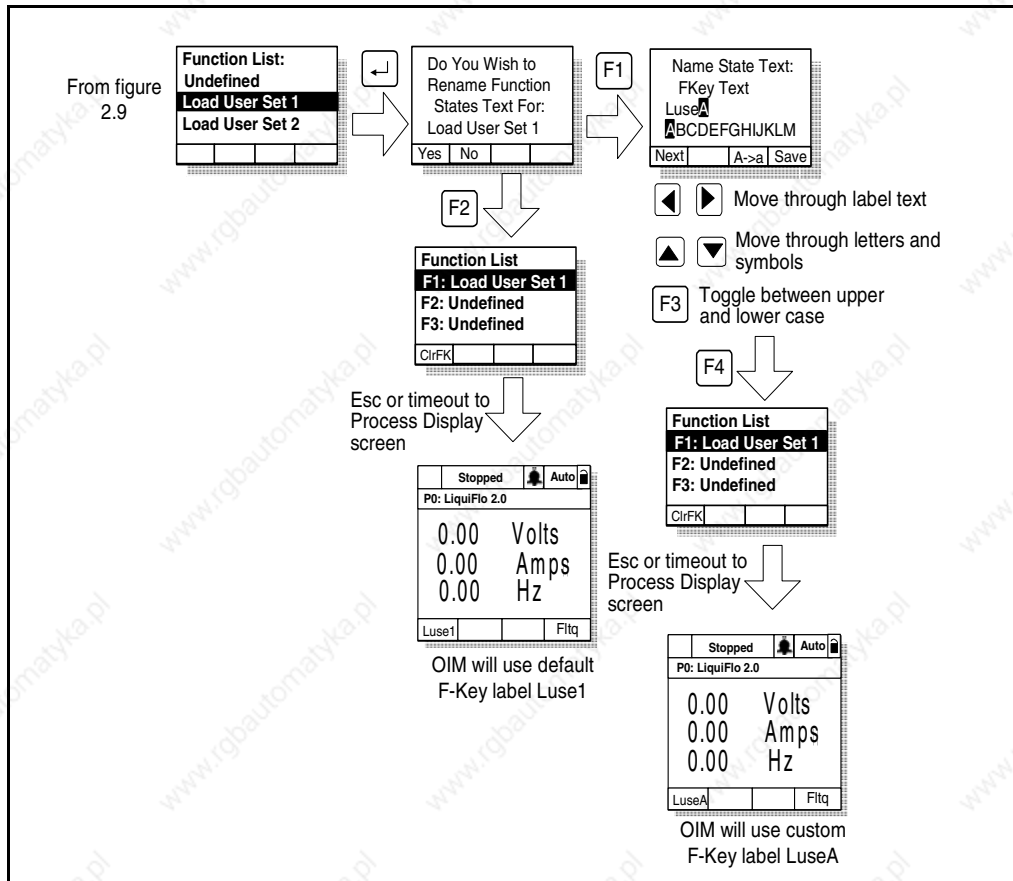 From figure
2.9
Function List:
Undefined
Load User Set 1
Load User Set 2
Do You Wish to
Rename Function
States Text For:
Load User Set 1
Yes No
F1
Name State Text:
FKey Text
LuseA
ABCDEFGHIJKLM
Next A->a Save
Move through label text
Move through letters and
symbols
F3 Toggle between upper
and lower case
F2
Function List
F1: Load User Set 1
F2: Undefined
F3: Undefined
ClrFK
Esc or timeout to
Process Display
screen
Stopped Auto
P0: LiquiFlo 2.0
0.00 Volts
0.00 Amps
0.00 Hz
Luse1 Fltq
OIM will use default
F-Key label Luse1
F4
Function List
F1: Load User Set 1
F2: Undefined
F3: Undefined
ClrFK
Esc or timeout to
Process Display
screen
Stopped Auto
P0: LiquiFlo 2.0
0.00 Volts
0.00 Amps
0.00 Hz
LuseA Fltq
OIM will use custom
F-Key label LuseA
www.rgbautomatyka.pl